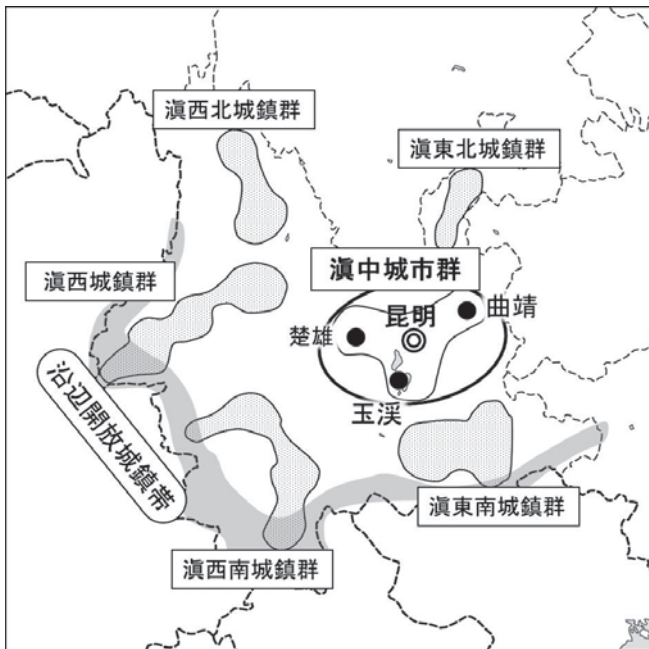 滇西北城鎮群
滇東北城鎮群
滇中城市群
滇西城鎮群
昆明
曲靖
楚雄
玉渓
沿辺開放城鎮帯
滇東南城鎮群
滇西南城鎮群